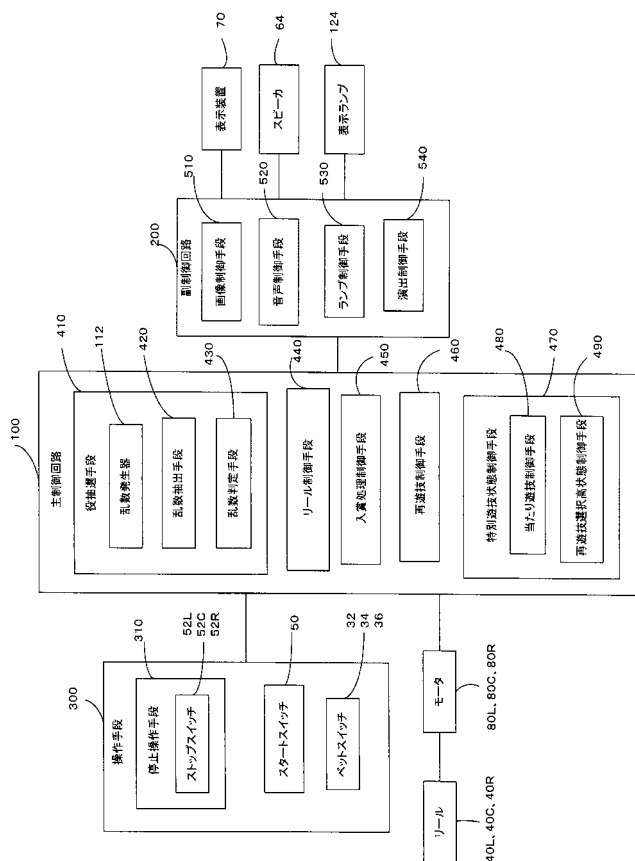 300
操作手段
310
停止操作手段
52L
52C
52R
ストップスイッチ
50
スタートスイッチ
32
34
36
ベットスイッチ
40L、40C、40R
リール
80L、80C、80R
モータ
100
主制御回路
410
役抽選手段
112
乱数発生器
420
乱数抽出手段
430
乱数判定手段
440
リール制御手段
450
入賞処理制御手段
460
再遊技制御手段
470
特別遊技状態制御手段
480
当たり遊技制御手段
490
再遊技選択高状態制御手段
200
副制御回路
510
画像制御手段
520
音声制御手段
530
ランプ制御手段
540
演出制御手段
70
表示装置
64
スピーカ
124
表示ランプ